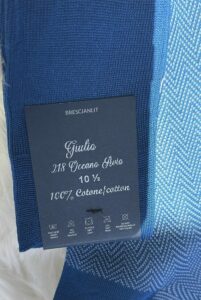 BRESCIANI.IT
Giulio
218 Oceano Avio
10 ½
100% Cotone/cotton